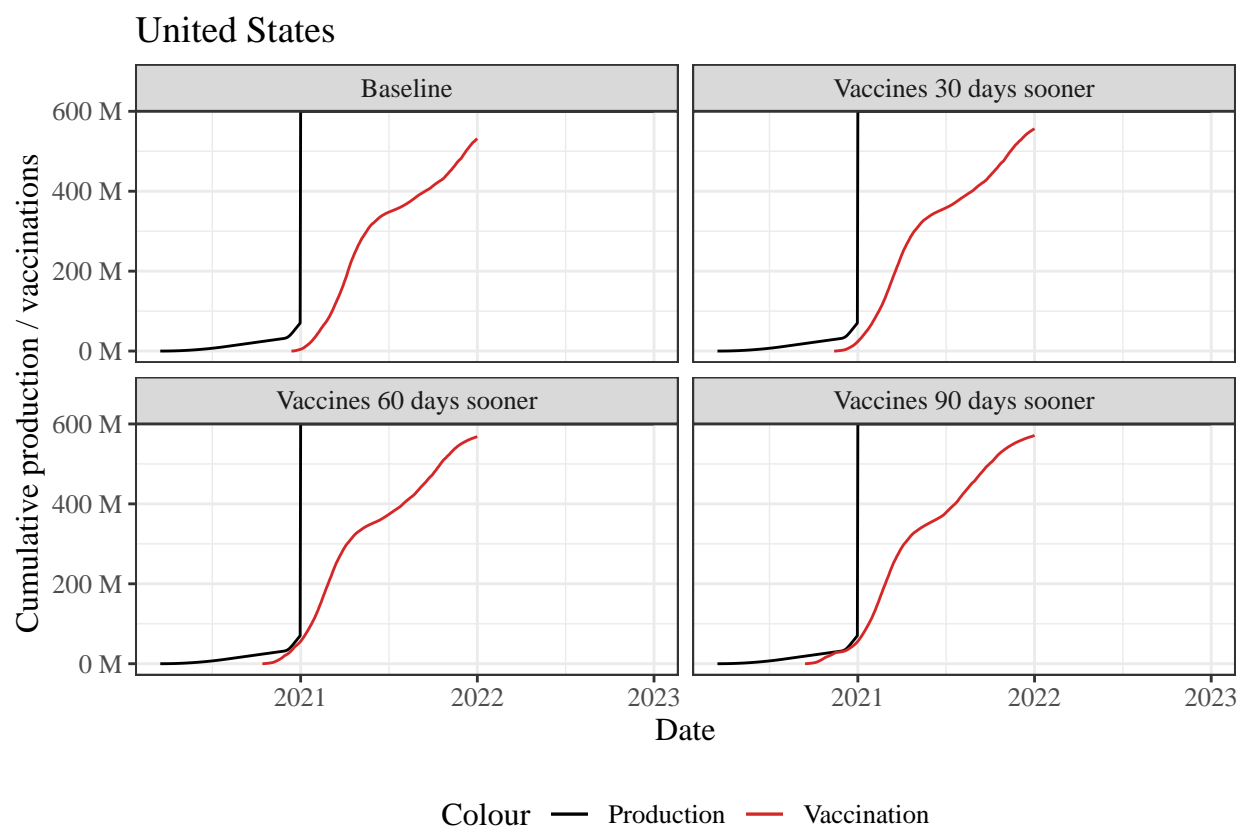 United States
Baseline
Vaccines 30 days sooner
600 M
400 M
200 M
0 M
Vaccines 60 days sooner
Vaccines 90 days sooner
600 M
400 M
200 M
0 M
Cumulative production / vaccinations
2021
2022
2023
2021
2022
2023
Date
Colour
Production
Vaccination